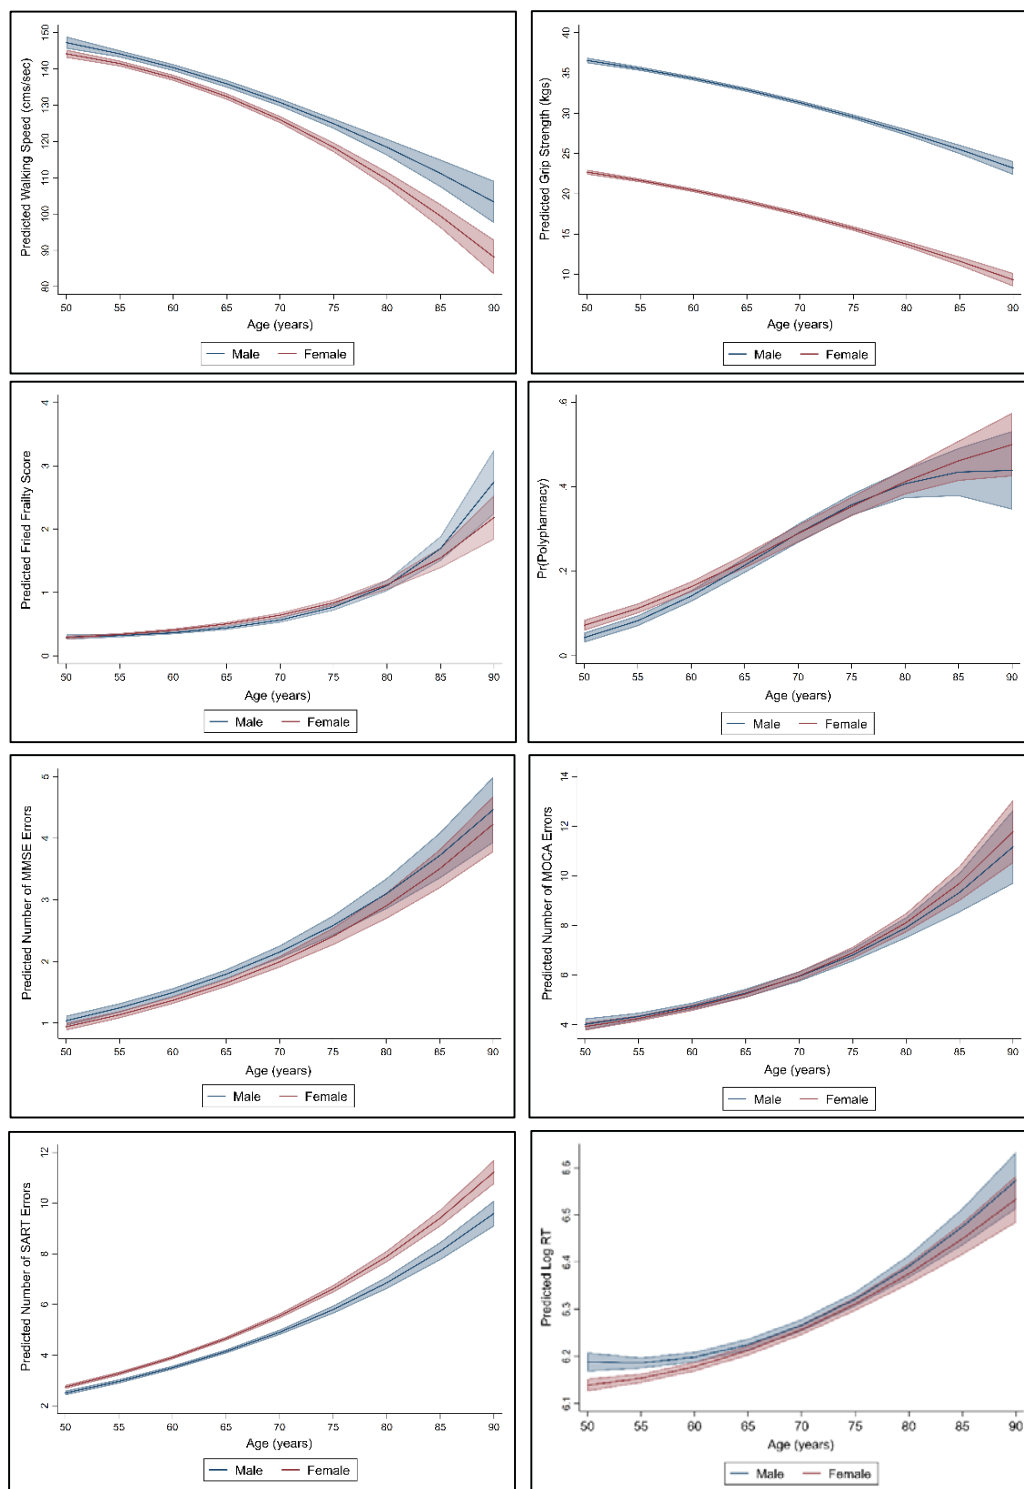 Predicted Walking Speed (cms/sec)
150
140
130
120
110
100
90
80
50 55 60 65 70 75 80 85 90
Age (years)
Male Female
Predicted Grip Strength (kgs)
40
35
30
25
20
15
10
50 55 60 65 70 75 80 85 90
Age (years)
Male Female
Predicted Fried Frailty Score
4
3
2
1
0
50 55 60 65 70 75 80 85 90
Age (years)
Male Female
Pr(Polypharmacy)
.6
.4
.2
0
50 55 60 65 70 75 80 85 90
Age (years)
Male Female
Predicted Number of MMSE Errors
5
4
3
2
1
50 55 60 65 70 75 80 85 90
Age (years)
Male Female
Predicted Number of MOCA Errors
14
12
10
8
6
4
50 55 60 65 70 75 80 85 90
Age (years)
Male Female
Predicted Number of SART Errors
12
10
8
6
4
2
50 55 60 65 70 75 80 85 90
Age (years)
Male Female
Predicted Log RT
6.6
6.5
6.4
6.3
6.2
6.1
50 55 60 65 70 75 80 85 90
Age (years)
Male Female